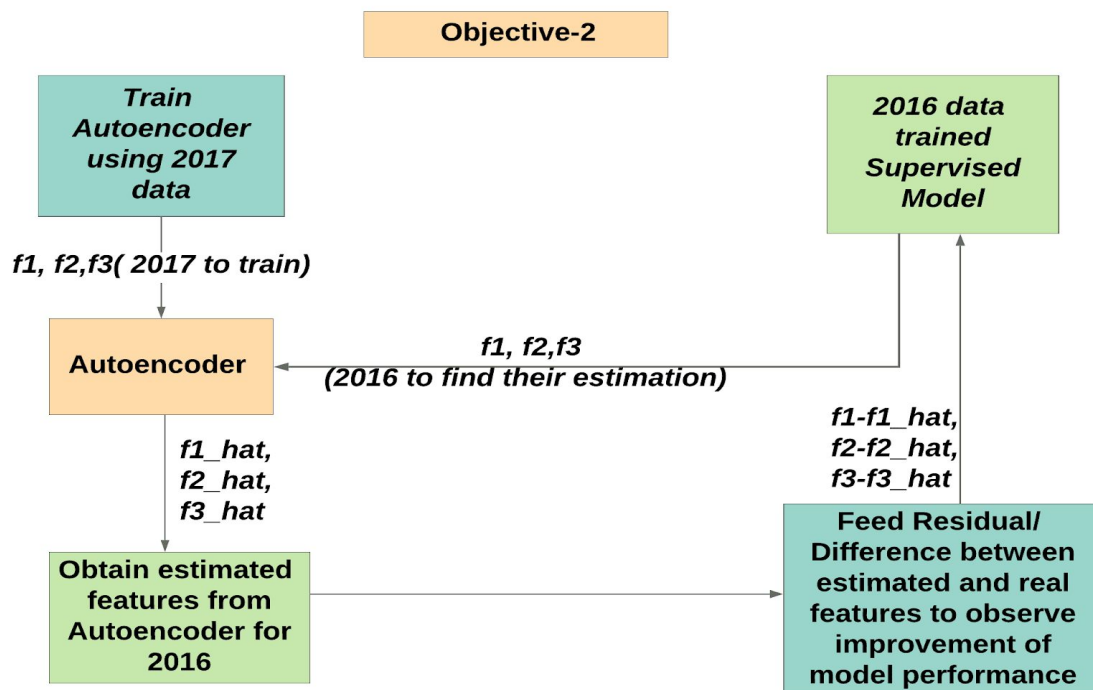 Objective-2
Train
Autoencoder
using 2017
data
2016 data
trained
Supervised
Model
f1, f2,f3( 2017 to train)
Autoencoder
f1, f2,f3
(2016 to find their estimation)
f1_hat,
f2_hat,
f3_hat
f1-f1_hat,
f2-f2_hat,
f3-f3_hat
Obtain estimated
features from
Autoencoder for
2016
Feed Residual/
Difference between
estimated and real
features to observe
improvement of
model performance